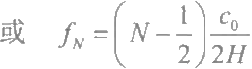 或 f_N = (N - 1/2) c_0/2H